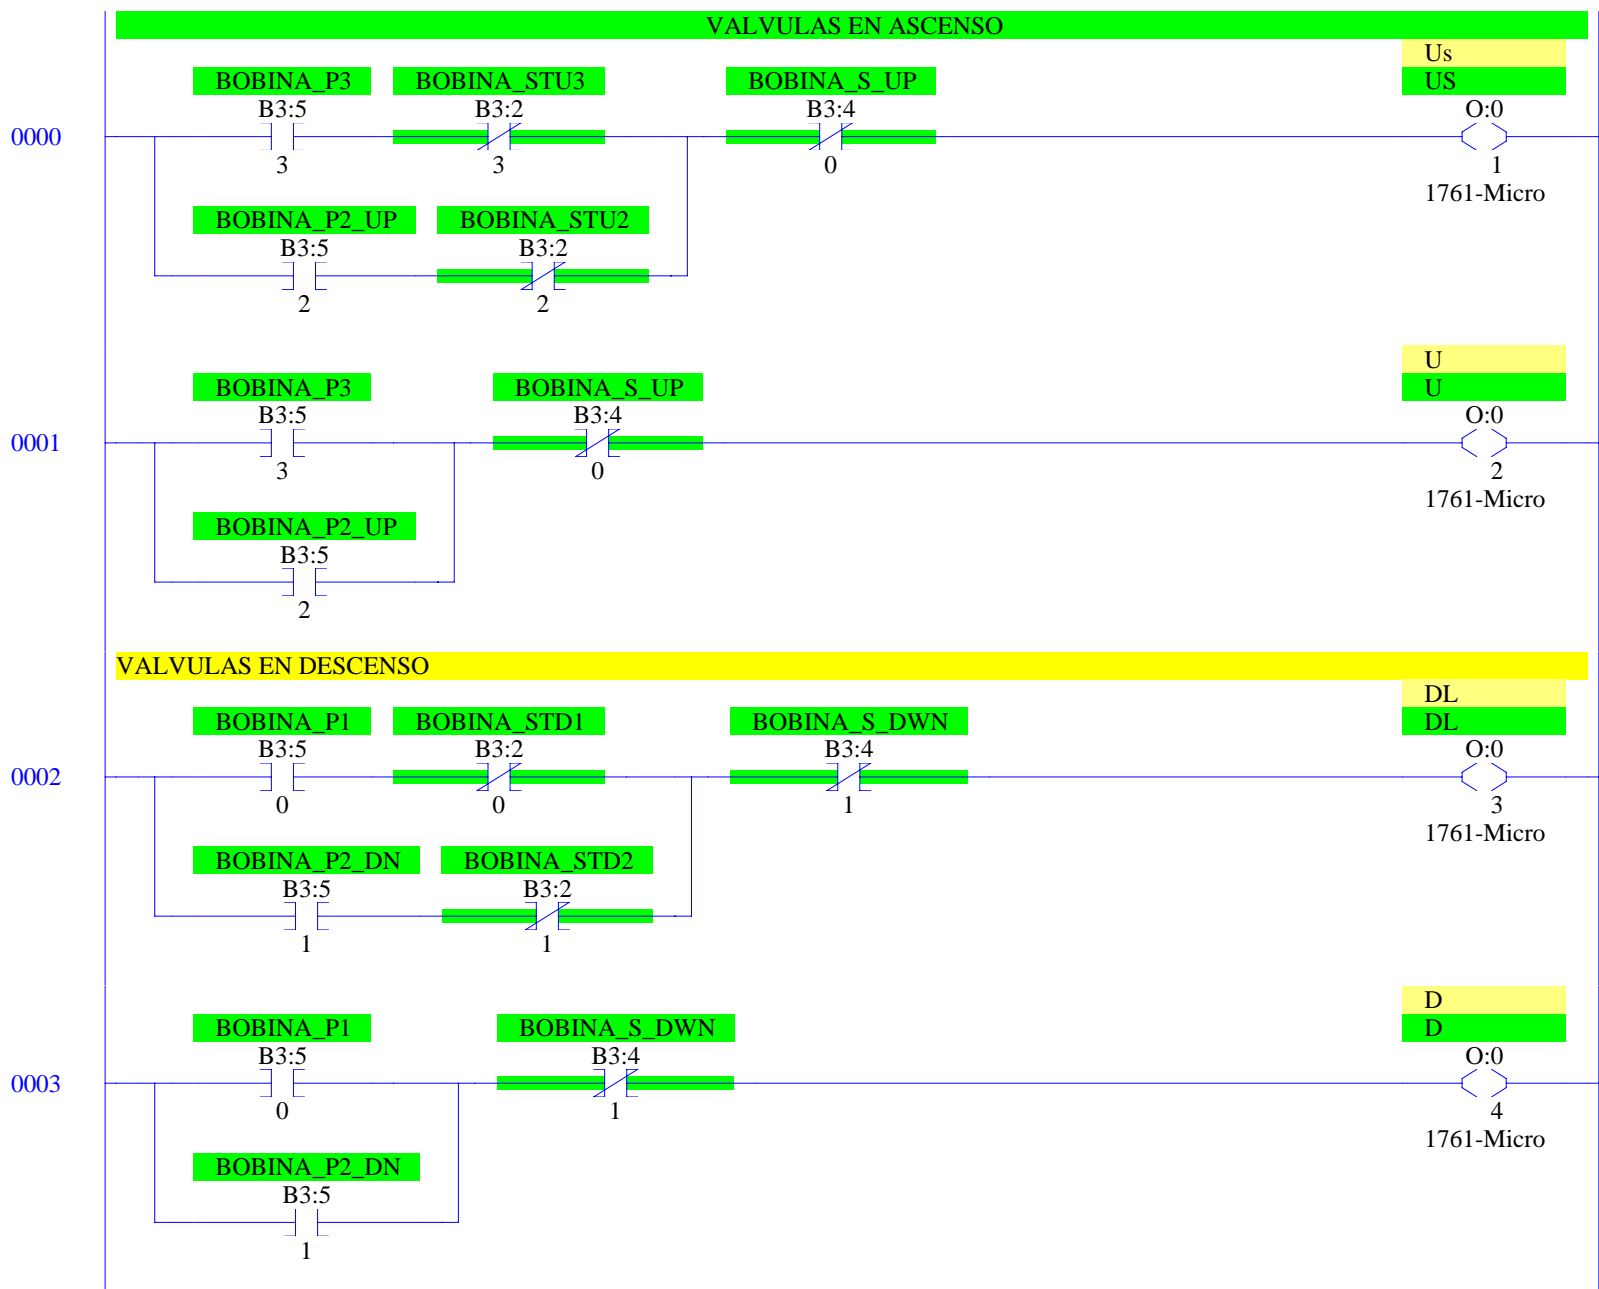 VALVULAS EN ASCENSO
Us
BOBINA_P3 BOBINA_STU3 BOBINA_S_UP US
B3:5 B3:2 B3:4 O:0
0000
3 3 0 1
1761-Micro
BOBINA_P2_UP BOBINA_STU2
B3:5 B3:2
2 2
U
BOBINA_P3 BOBINA_S_UP U
B3:5 B3:4 O:0
0001
3 0 2
1761-Micro
BOBINA_P2_UP
B3:5
2
VALVULAS EN DESCENSO
DL
BOBINA_P1 BOBINA_STD1 BOBINA_S_DWN DL
B3:5 B3:2 B3:4 O:0
0002
0 0 1 3
1761-Micro
BOBINA_P2_DN BOBINA_STD2
B3:5 B3:2
1 1
D
BOBINA_P1 BOBINA_S_DWN D
B3:5 B3:4 O:0
0003
0 1 4
1761-Micro
BOBINA_P2_DN
B3:5
1